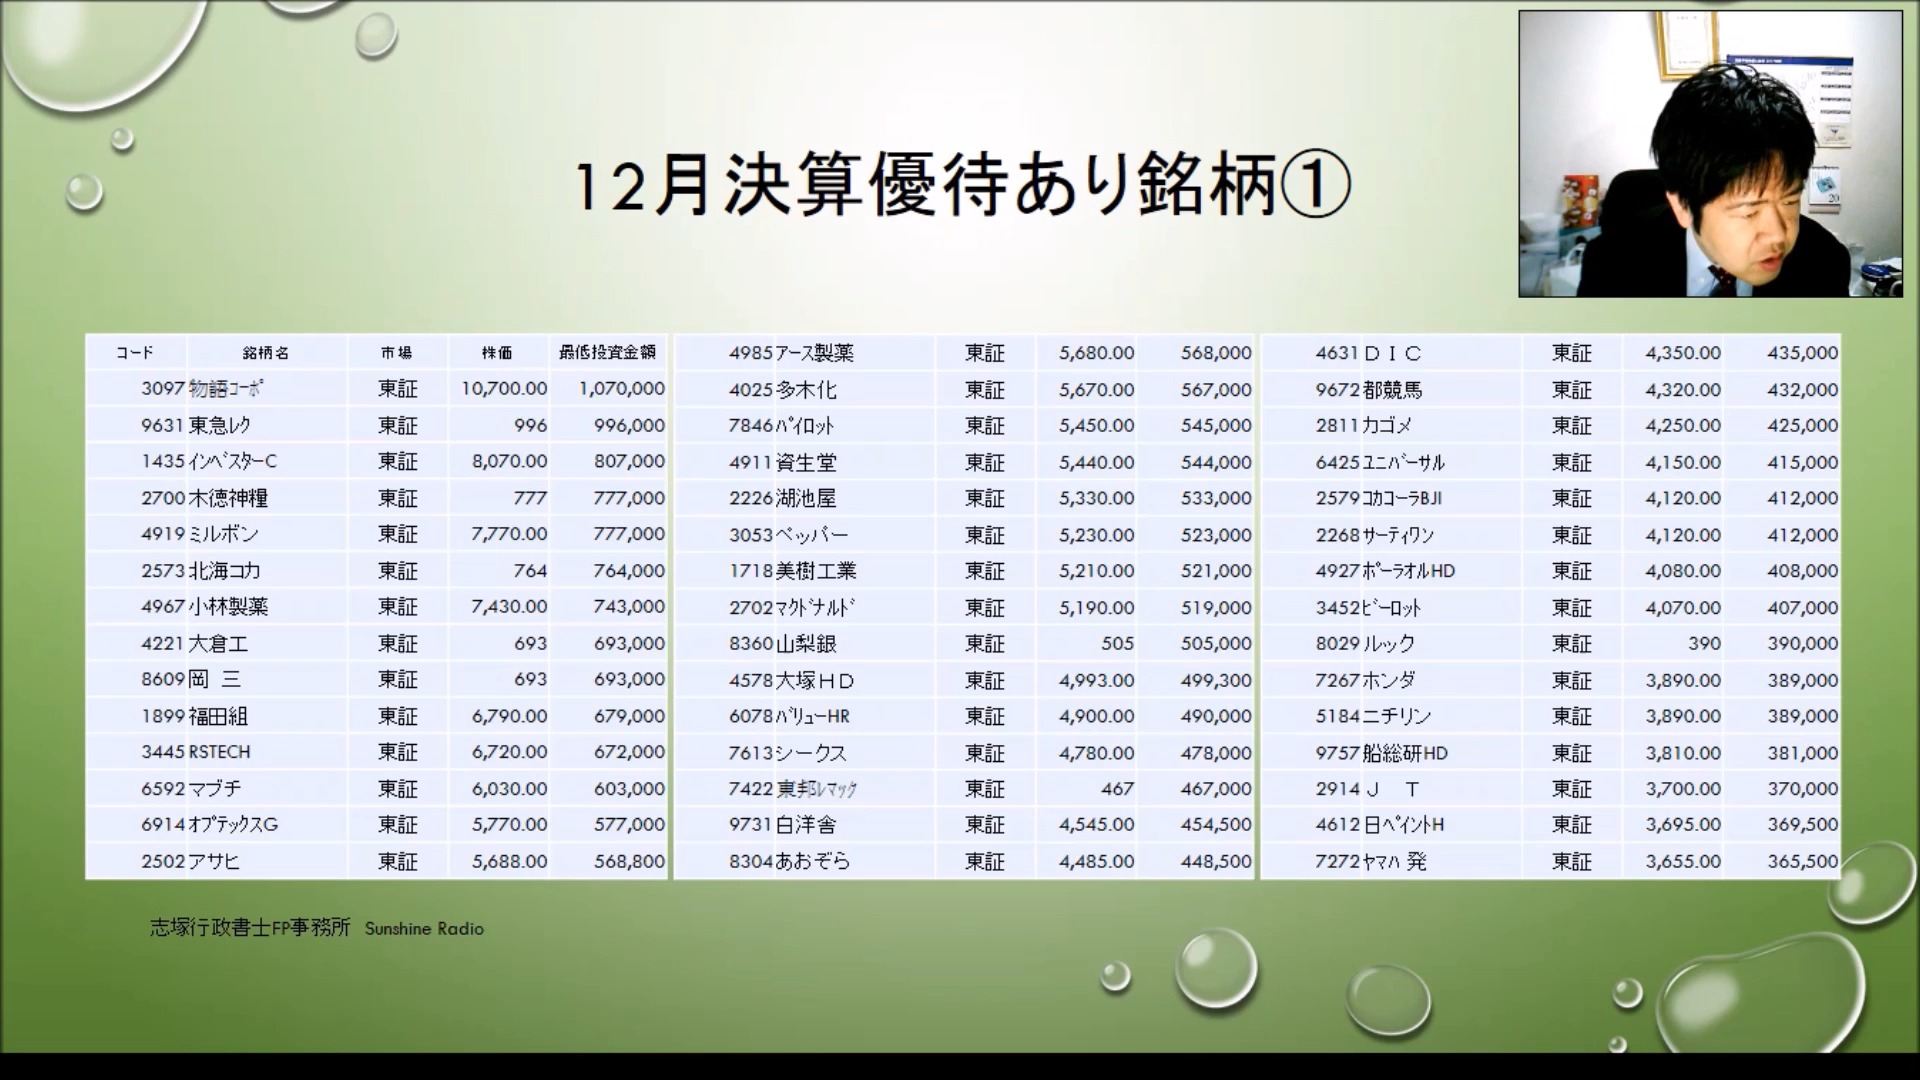 12月決算優待あり銘柄①
コード 銘柄名 市場 株価 最低投資金額
3097 物語コーポ 東証 10,700.00 1,070,000
9631 東急レク 東証 996 996,000
1435 インベスターC 東証 8,070.00 807,000
2700 木徳神糧 東証 777 777,000
4919 ミルボン 東証 7,770.00 777,000
2573 北海コカ 東証 764 764,000
4967 小林製薬 東証 7,430.00 743,000
4221 大倉工 東証 693 693,000
8609 岡 三 東証 693 693,000
1899 福田組 東証 6,790.00 679,000
3445 RSTECH 東証 6,720.00 672,000
6592 マブチ 東証 6,030.00 603,000
6914 オプテックスG 東証 5,770.00 577,000
2502 アサヒ 東証 5,688.00 568,800
4985 アース製薬 東証 5,680.00 568,000
4025 多木化 東証 5,670.00 567,000
7846 パイロット 東証 5,450.00 545,000
4911 資生堂 東証 5,440.00 544,000
2226 湖池屋 東証 5,330.00 533,000
3053 ペッパー 東証 5,230.00 523,000
1718 美樹工業 東証 5,210.00 521,000
2702 マクドナルド 東証 5,190.00 519,000
8360 山梨銀 東証 505 505,000
4578 大塚HD 東証 4,993.00 499,300
6078 バリューHR 東証 4,900.00 490,000
7613 シークス 東証 4,780.00 478,000
7422 東邦レマック 東証 467 467,000
9731 白洋舎 東証 4,545.00 454,500
8304 あおぞら 東証 4,485.00 448,500
4631 DIC 東証 4,350.00 435,000
9672 都競馬 東証 4,320.00 432,000
2811 カゴメ 東証 4,250.00 425,000
6425 ユニバーサル 東証 4,150.00 415,000
2579 コカコーラBJI 東証 4,120.00 412,000
2268 サーティワン 東証 4,120.00 412,000
4927 ポーラオルHD 東証 4,080.00 408,000
3452 ビーロット 東証 4,070.00 407,000
8029 ルック 東証 390 390,000
7267 ホンダ 東証 3,890.00 389,000
5184 ニチリン 東証 3,890.00 389,000
9757 船総研HD 東証 3,810.00 381,000
2914 J T 東証 3,700.00 370,000
4612 日ペイントH 東証 3,695.00 369,500
7272 ヤマハ発 東証 3,655.00 365,500
志塚行政書士FP事務所 Sunshine Radio
20